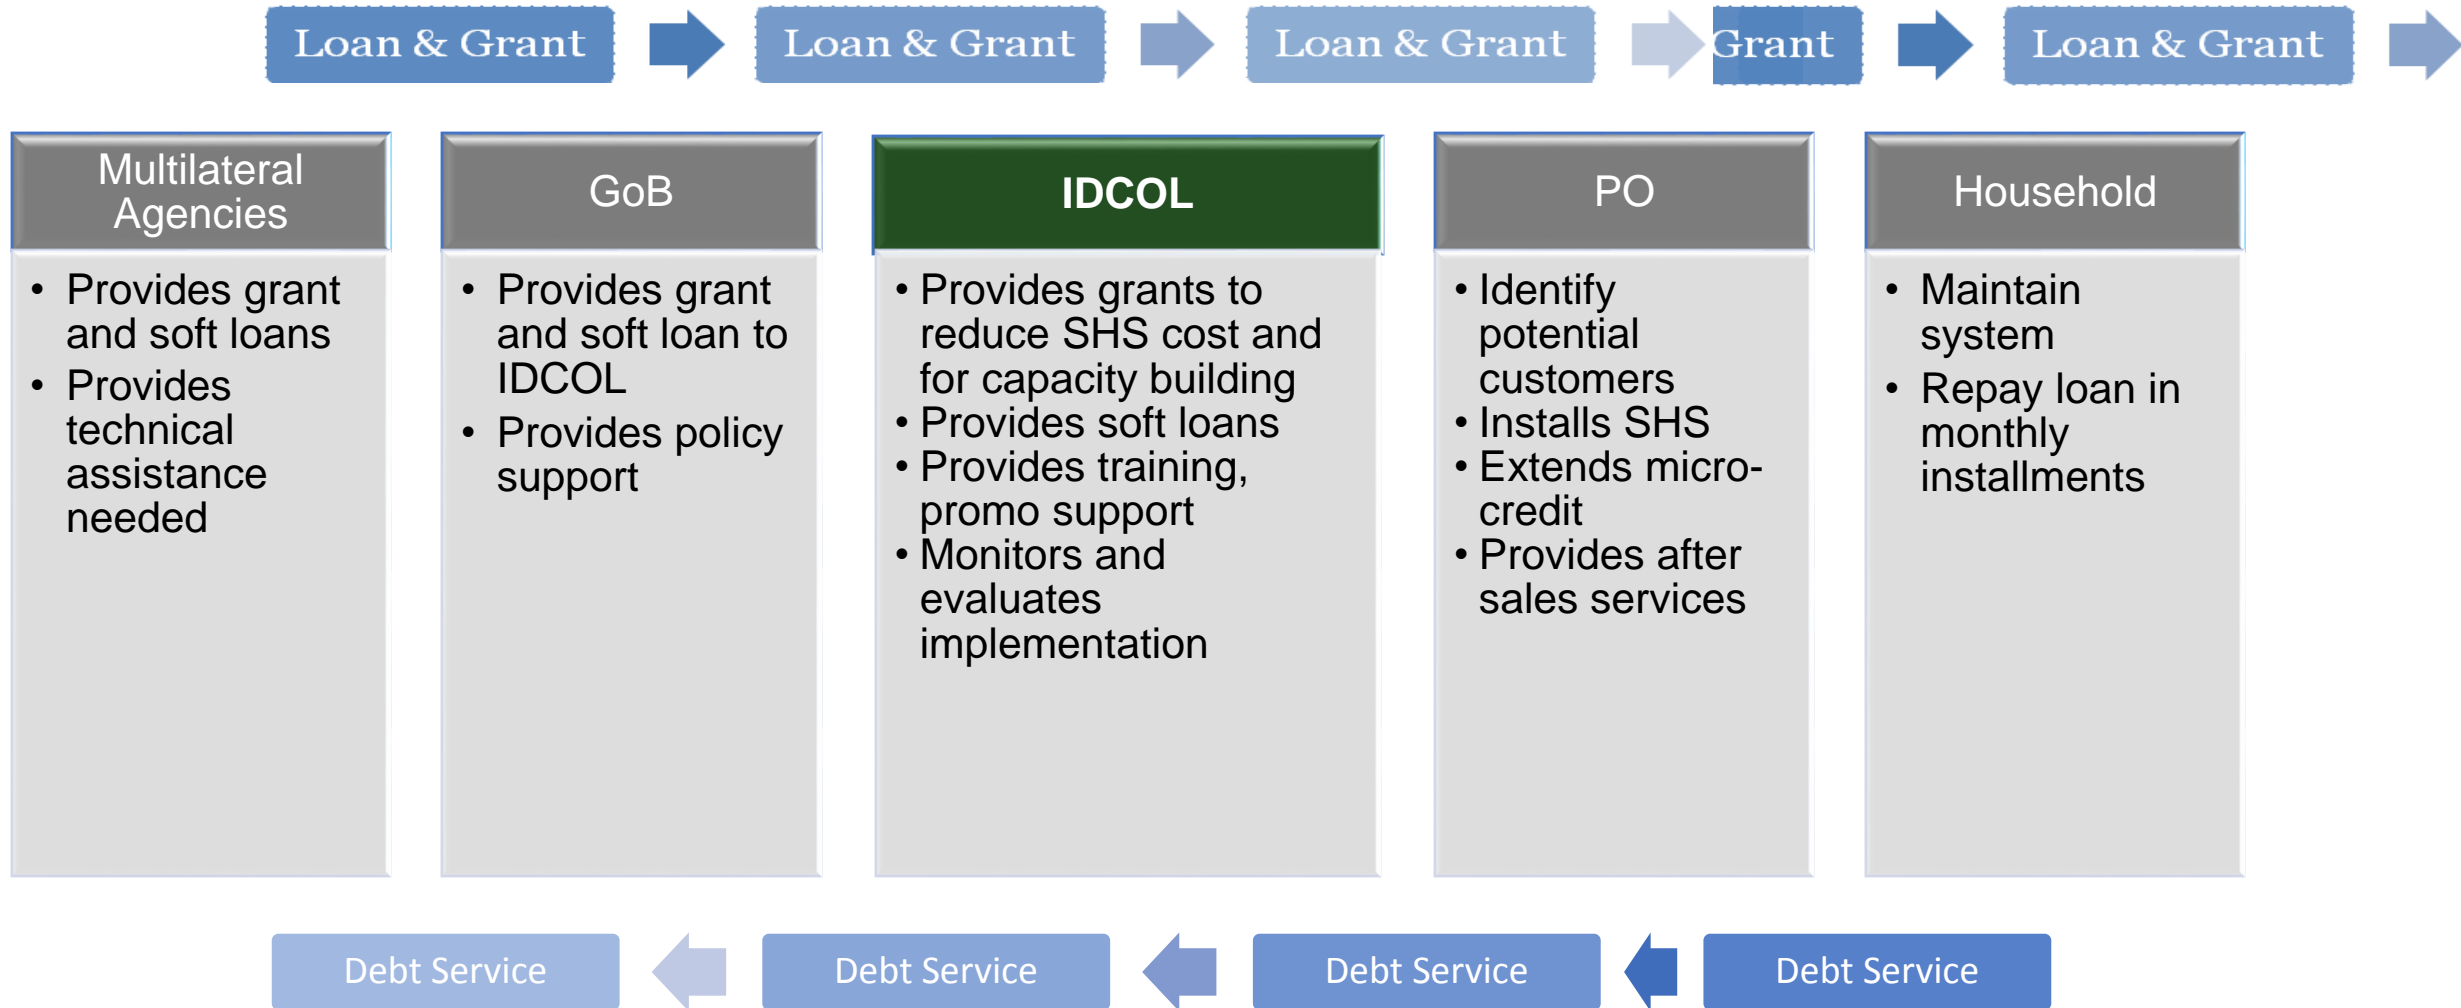 Loan & Grant
Loan & Grant
Loan & Grant
Grant
Loan & Grant
Multilateral
Agencies
• Provides grant
and soft loans
• Provides
technical
assistance
needed
GoB
• Provides grant
and soft loan to
IDCOL
• Provides policy
support
IDCOL
• Provides grants to
reduce SHS cost and
for capacity building
• Provides soft loans
• Provides training,
promo support
• Monitors and
evaluates
implementation
PO
• Identify
potential
customers
• Installs SHS
• Extends micro-
credit
• Provides after
sales services
Household
• Maintain
system
• Repay loan in
monthly
installments
Debt Service
Debt Service
Debt Service
Debt Service